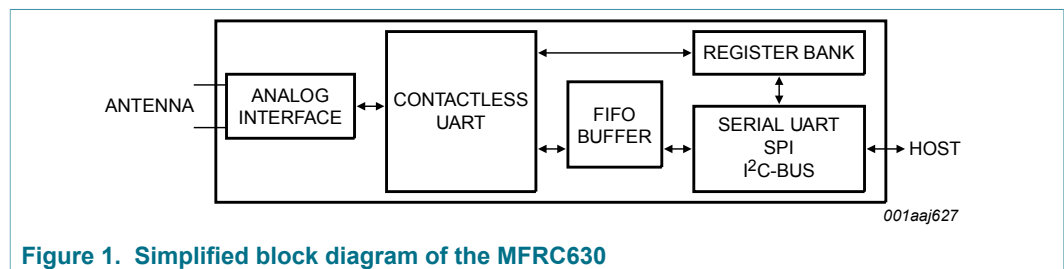 ANTENNA
ANALOG
INTERFACE
CONTACTLESS
UART
FIFO
BUFFER
REGISTER BANK
SERIAL UART
SPI
I²C-BUS
HOST
001aaj627
Figure 1. Simplified block diagram of the MFRC630